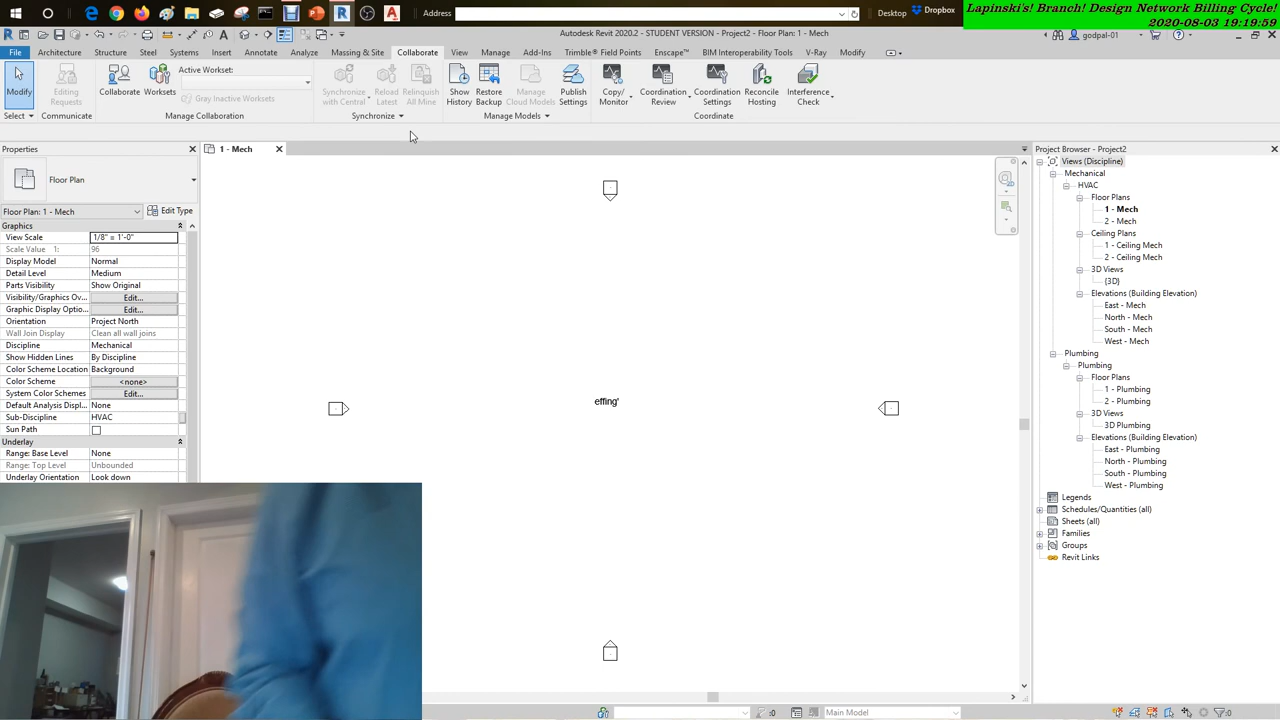 Address
Desktop
Dropbox
Lapinski's! Branch! Design Network Billing Cycle!
2020-08-03 19:19:59
Autodesk Revit 2020.2 - STUDENT VERSION - Project2 - Floor Plan: 1 - Mech
godpal-01
File Architecture Structure Steel Systems Insert Annotate Analyze Massing & Site Collaborate View Manage Add-Ins Trimble® Field Points Enscape™ BIM Interoperability Tools V-Ray Modify
Modify
Editing Requests
Collaborate
Worksets
Active Workset:
Gray Inactive Worksets
Synchronize with Central
Reload Latest
Relinquish All Mine
Show History
Restore Backup
Manage Cloud Models
Publish Settings
Copy/ Monitor
Coordination Review
Coordination Settings
Reconcile Hosting
Interference Check
Select
Communicate
Manage Collaboration
Synchronize
Manage Models
Coordinate
Properties
1 - Mech
Project Browser - Project2
Floor Plan
Floor Plan: 1 - Mech
Edit Type
Graphics
View Scale 1/8" = 1'-0"
Scale Value 1: 96
Display Model Normal
Detail Level Medium
Parts Visibility Show Original
Visibility/Graphics Ov... Edit...
Graphic Display Optio... Edit...
Orientation Project North
Wall Join Display Clean all wall joins
Discipline Mechanical
Show Hidden Lines By Discipline
Color Scheme Location Background
Color Scheme <none>
System Color Schemes Edit...
Default Analysis Displ... None
Sub-Discipline HVAC
Sun Path
Underlay
Range: Base Level None
Range: Top Level Unbounded
Underlay Orientation Look down
effing'
Views (Discipline)
Mechanical
HVAC
Floor Plans
1 - Mech
2 - Mech
Ceiling Plans
1 - Ceiling Mech
2 - Ceiling Mech
3D Views
{3D}
Elevations (Building Elevation)
East - Mech
North - Mech
South - Mech
West - Mech
Plumbing
Plumbing
Floor Plans
1 - Plumbing
2 - Plumbing
3D Views
3D Plumbing
Elevations (Building Elevation)
East - Plumbing
North - Plumbing
South - Plumbing
West - Plumbing
Legends
Schedules/Quantities (all)
Sheets (all)
Families
Groups
Revit Links
:0
Main Model
:0